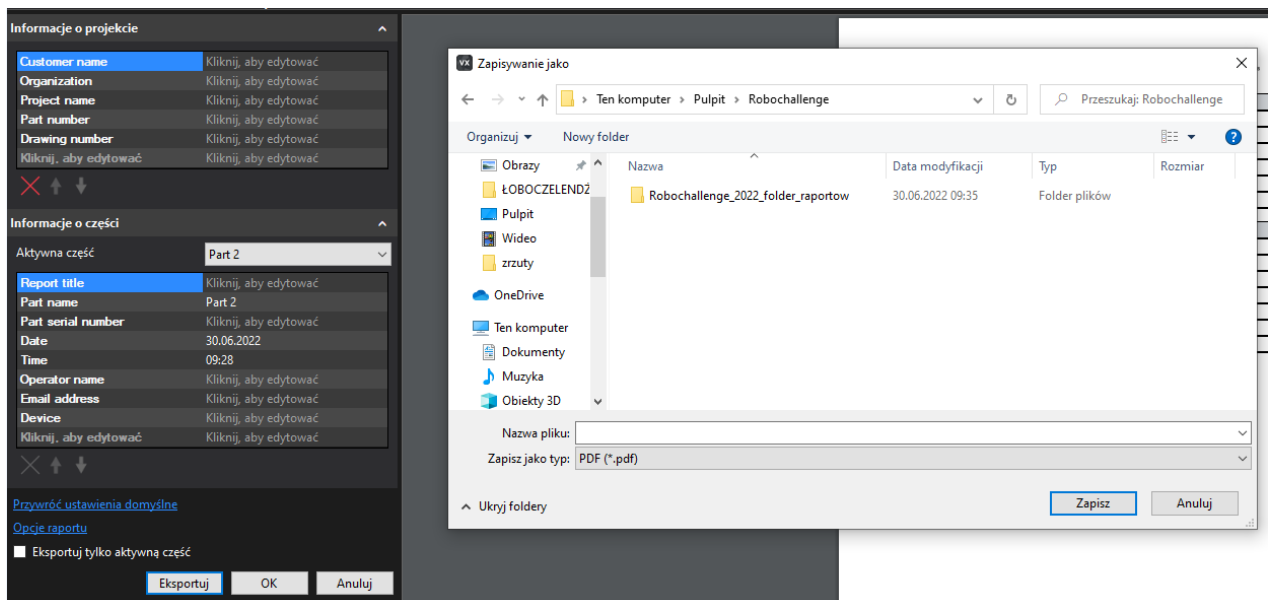 Informacje o projekcie
Customer name Kliknij, aby edytować
Organization Kliknij, aby edytować
Project name Kliknij, aby edytować
Part number Kliknij, aby edytować
Drawing number Kliknij, aby edytować
Kliknij, aby edytować Kliknij, aby edytować
Informacje o części
Aktywna część Part 2
Report title Kliknij, aby edytować
Part name Part 2
Part serial number Kliknij, aby edytować
Date 30.06.2022
Time 09:28
Operator name Kliknij, aby edytować
Email address Kliknij, aby edytować
Device Kliknij, aby edytować
Kliknij, aby edytować Kliknij, aby edytować
Przywróć ustawienia domyślne
Opcje raportu
Eksportuj tylko aktywną część
Eksportuj OK Anuluj
VX Zapisywanie jako
Ten komputer › Pulpit › Robochallenge Przeszukaj: Robochallenge
Organizuj Nowy folder
Obrazy
ŁOBOCZELENDŹ
Pulpit
Wideo
zrzuty
OneDrive
Ten komputer
Dokumenty
Muzyka
Obiekty 3D
Nazwa Data modyfikacji Typ Rozmiar
Robochallenge_2022_folder_raportow 30.06.2022 09:35 Folder plików
Nazwa pliku:
Zapisz jako typ: PDF (*.pdf)
Ukryj foldery Zapisz Anuluj